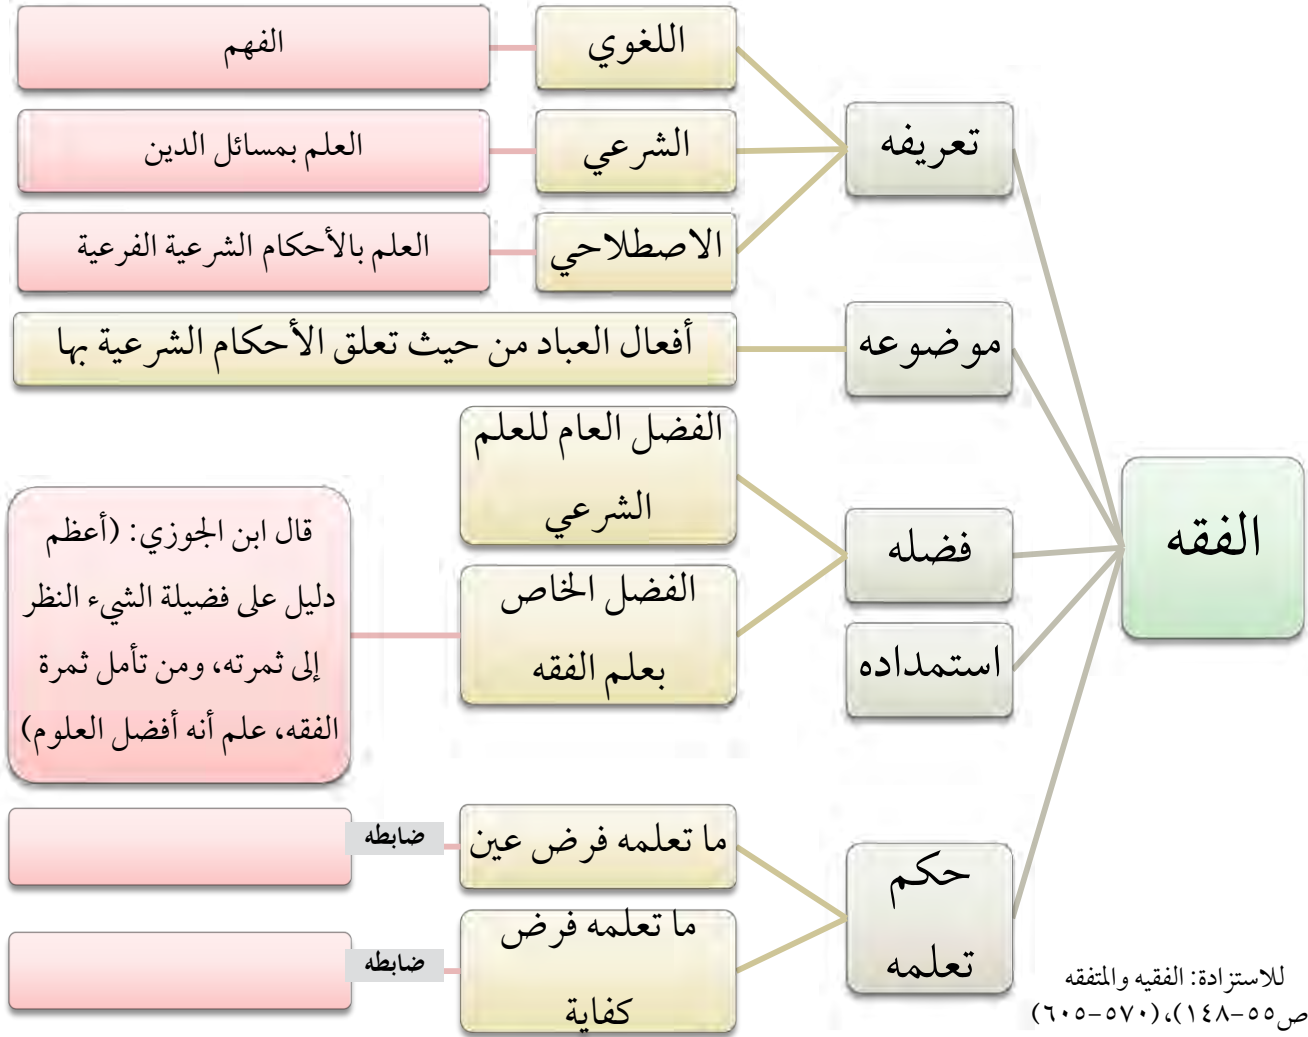 الفقه
تعريفه
اللغوي
الفهم
الشرعي
العلم بمسائل الدين
الاصطلاحي
العلم بالأحكام الشرعية الفرعية
موضوعه
أفعال العباد من حيث تعلق الأحكام الشرعية بها
فضله
الفضل العام للعلم
الشرعي
الفضل الخاص
بعلم الفقه
قال ابن الجوزي: (أعظم
دليل على فضيلة الشيء النظر
إلى ثمرته، ومن تأمل ثمرة
الفقه، علم أنه أفضل العلوم)
استمداده
حكم
تعلمه
ما تعلمه فرض عين
ضابطه
ما تعلمه فرض
كفاية
ضابطه
للاستزادة: الفقيه والمتفقه
ص٥٥-١٤٨)، (٥٧٠-٦٠٥)